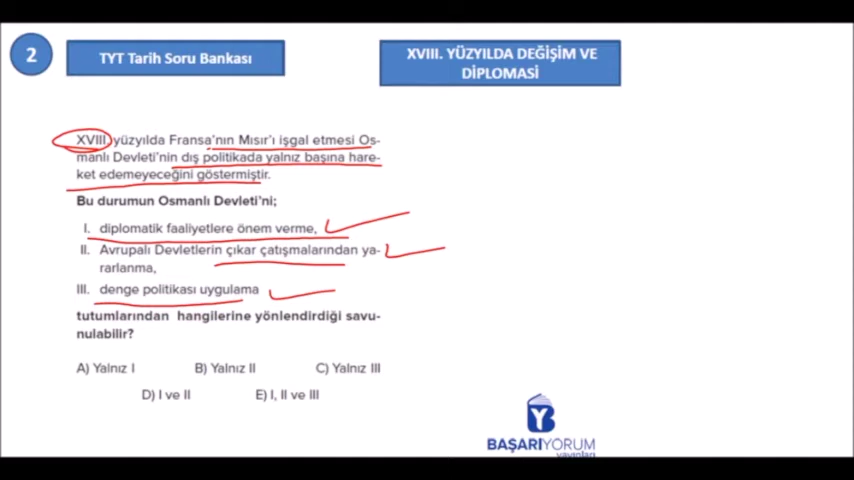 2
TYT Tarih Soru Bankası
XVIII. YÜZYILDA DEĞİŞİM VE
DİPLOMASİ
XVIII. yüzyılda Fransa'nın Mısır'ı işgal etmesi Os-
manlı Devleti'nin dış politikada yalnız başına hare-
ket edemeyeceğini göstermiştir.
Bu durumun Osmanlı Devleti'ni;
I. diplomatik faaliyetlere önem verme,
II. Avrupalı Devletlerin çıkar çatışmalarından ya-
rarlanma,
III. denge politikası uygulama
tutumlarından hangilerine yönlendirdiği savu-
nulabilir?
A) Yalnız I B) Yalnız II C) Yalnız III
D) I ve II E) I, II ve III
BAŞARIYORUM
yayınları